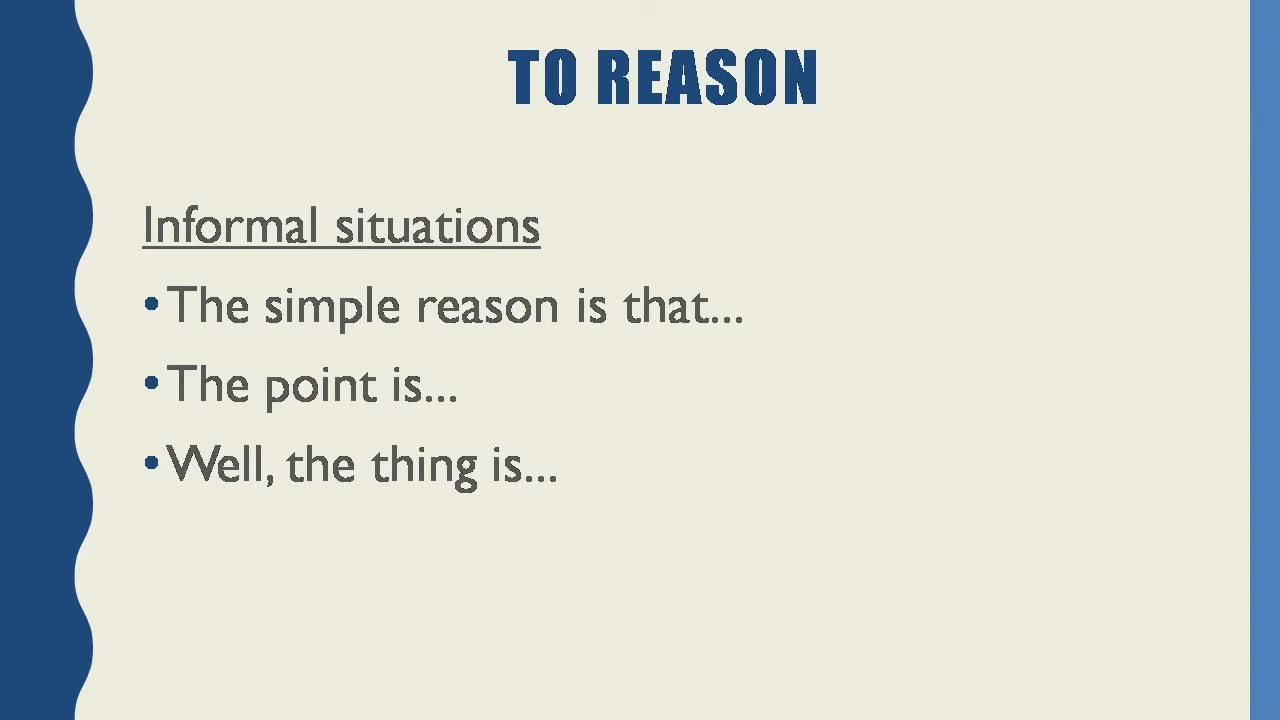 TO REASON
Informal situations
• The simple reason is that...
• The point is...
• Well, the thing is...